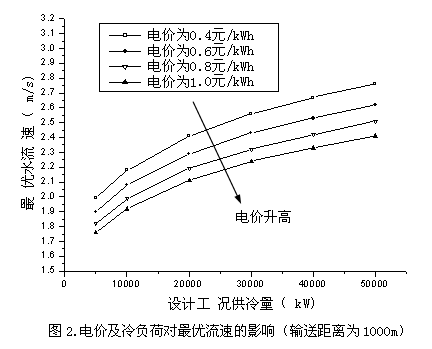 3.2
3.1
3.0
2.9
2.8
2.7
2.6
2.5
2.4
2.3
2.2
2.1
2.0
1.9
1.8
1.7
1.6
1.5
最 优水流 速 ( m/s)
电价为0.4元/kWh
电价为0.6元/kWh
电价为0.8元/kWh
电价为1.0元/kWh
电价升高
0 10000 20000 30000 40000 50000
设计工 况供冷量 ( kW)
图 2.电价及冷负荷对最优流速的影响（输送距离为 1000m）